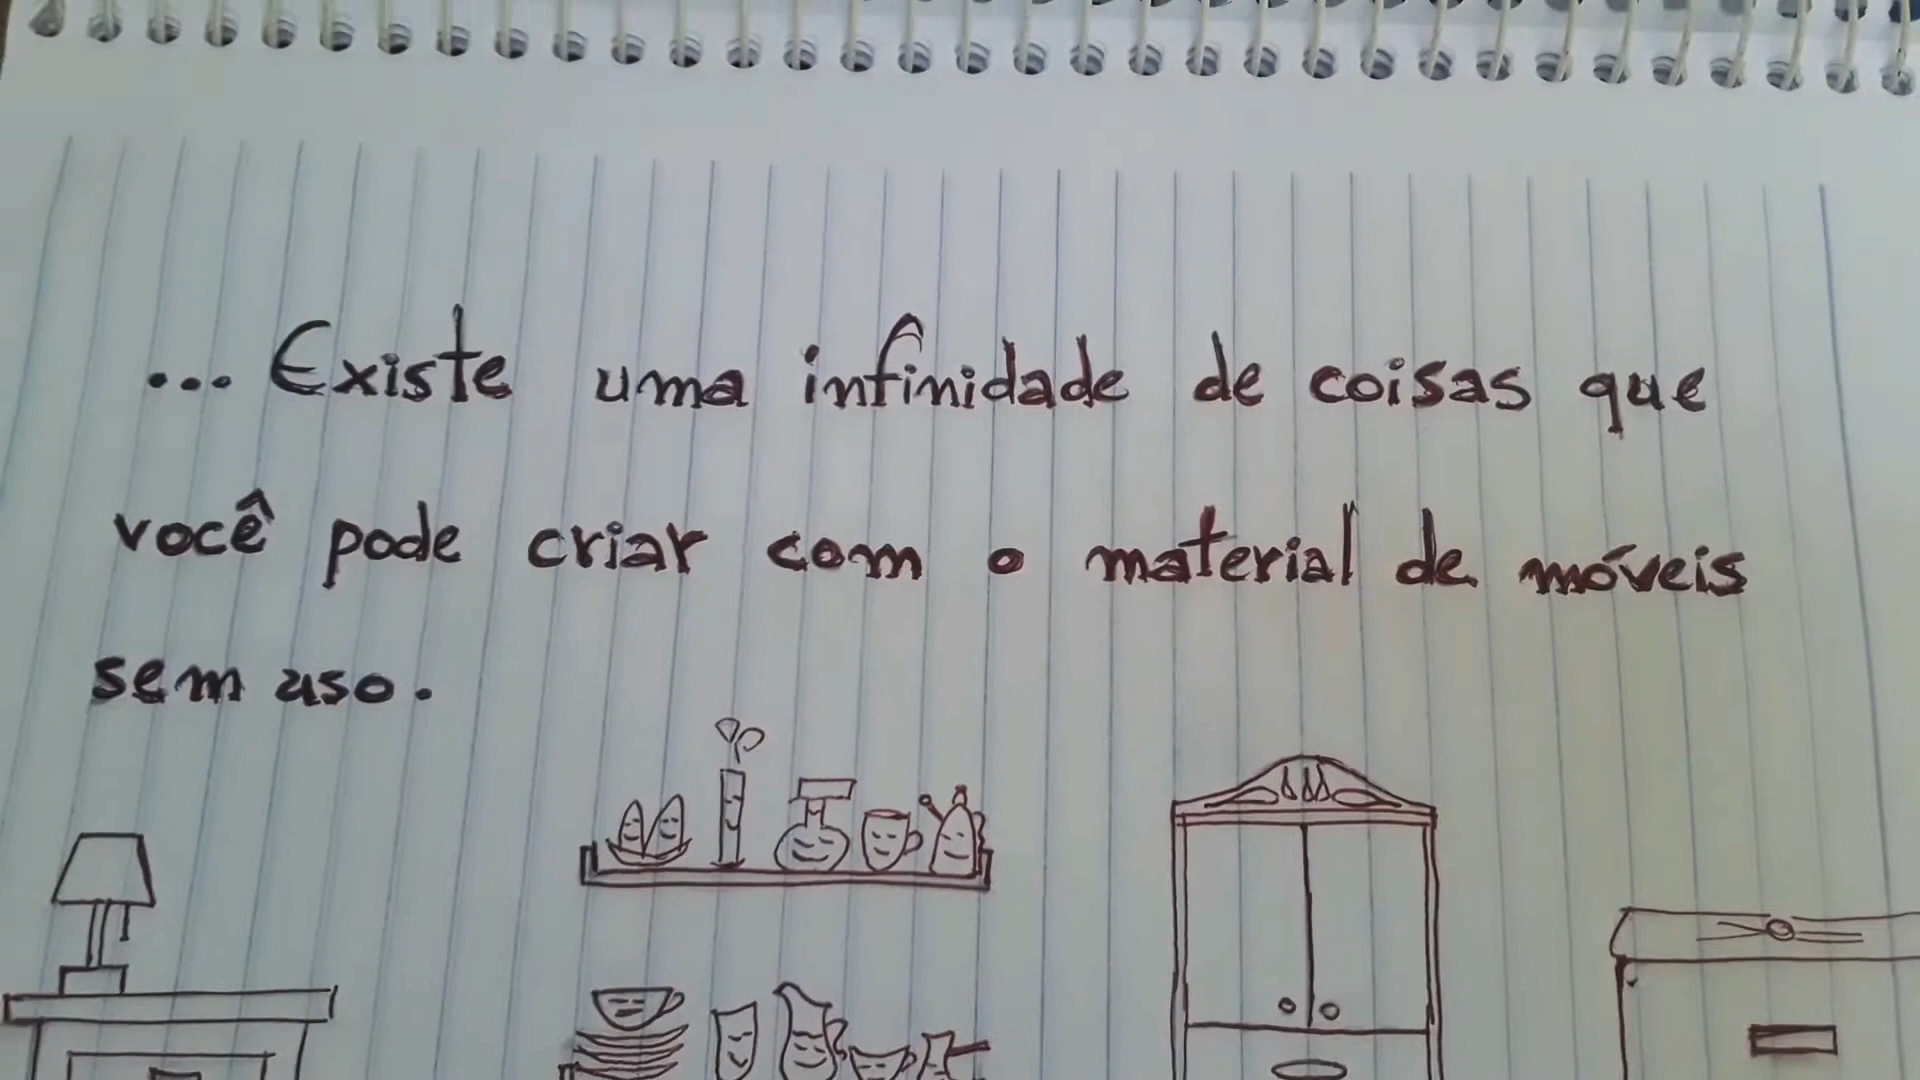 ... Existe uma infinidade de coisas que
você pode criar com o material de móveis
sem uso.